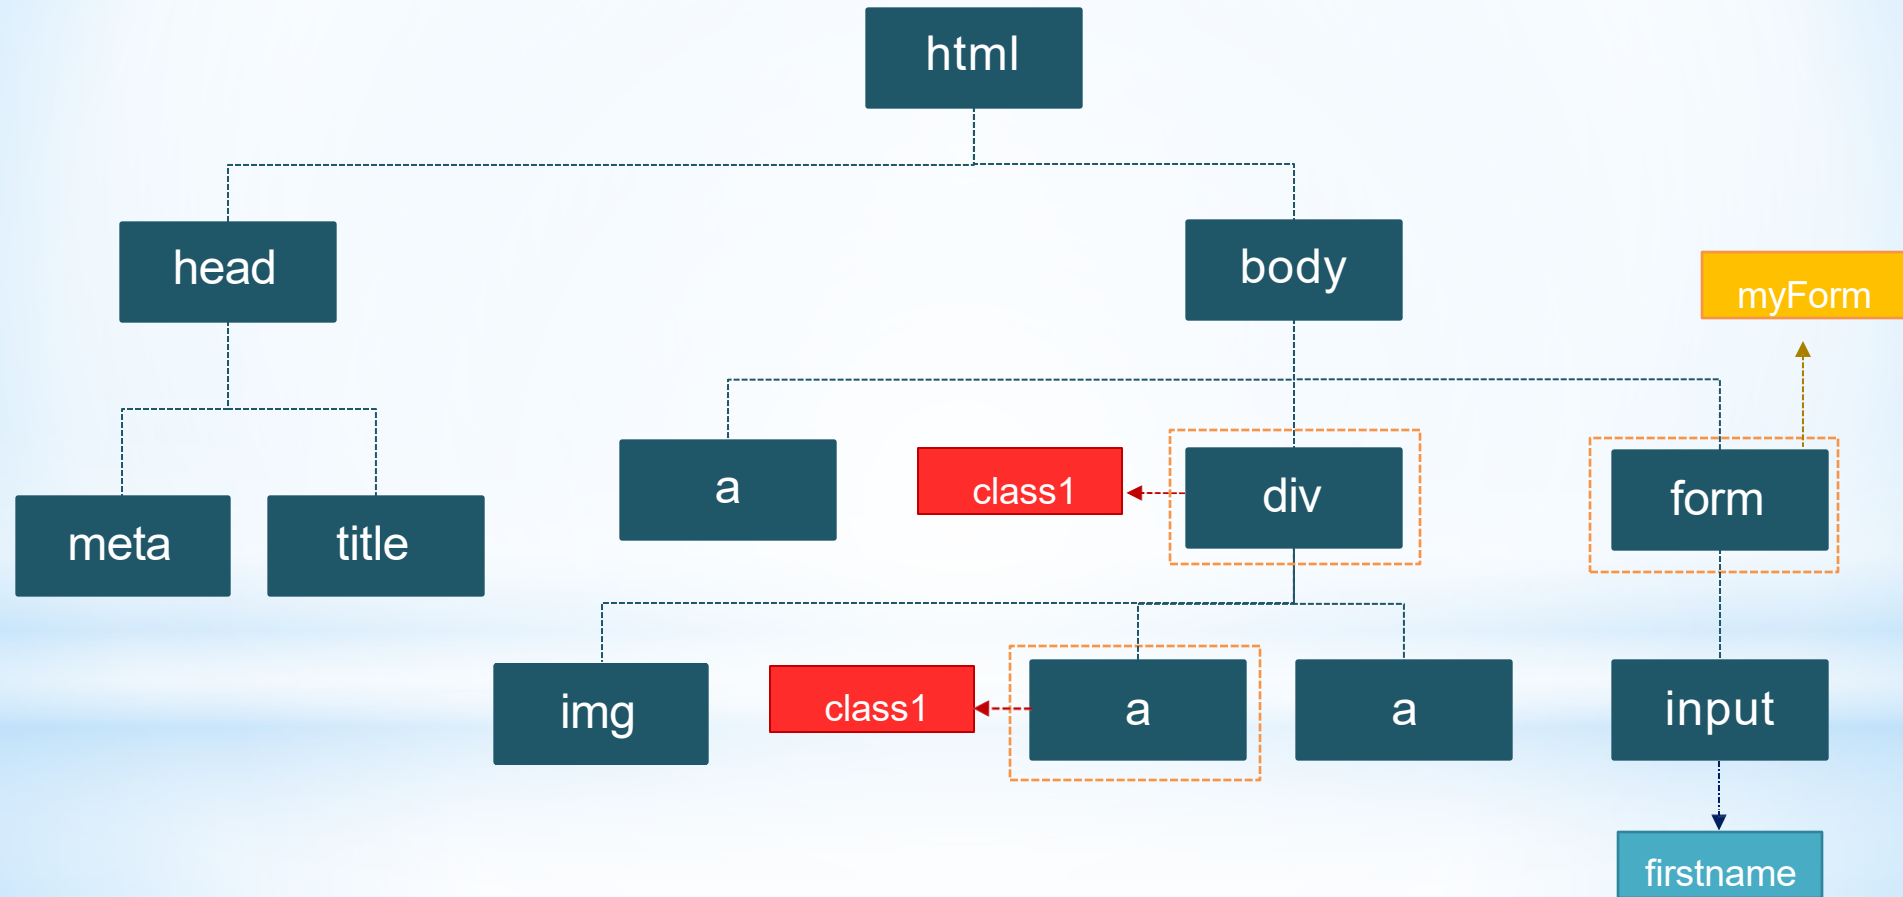 html
head
body
myForm
a
class1
div
form
meta
title
img
class1
a
a
input
firstname